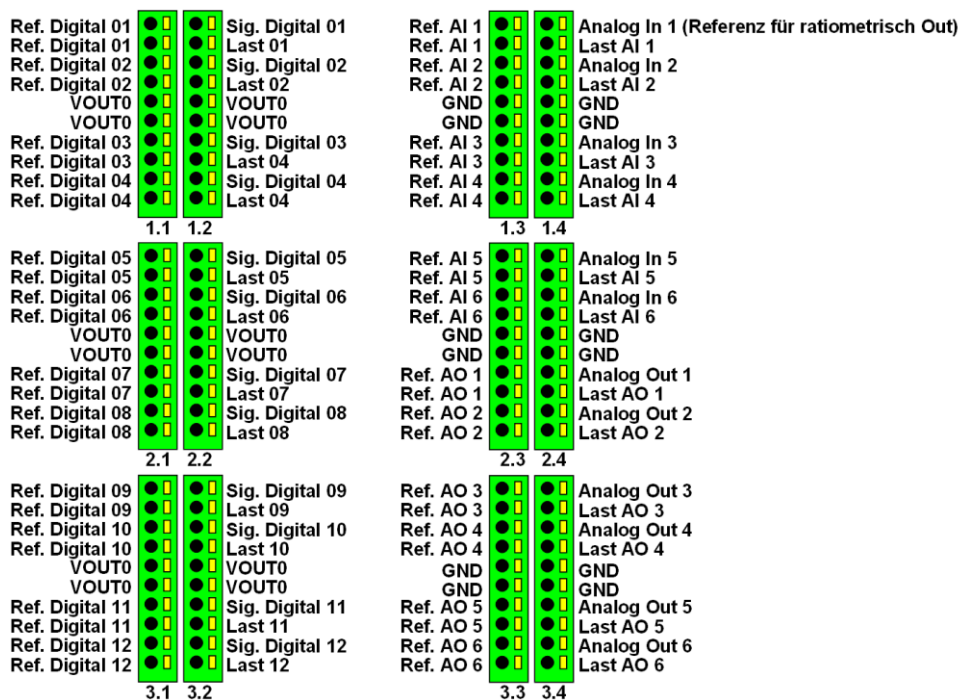 Ref. Digital 01 Sig. Digital 01
Ref. Digital 01 Last 01
Ref. Digital 02 Sig. Digital 02
Ref. Digital 02 Last 02
VOUT0 VOUT0
VOUT0 VOUT0
Ref. Digital 03 Sig. Digital 03
Ref. Digital 03 Last 04
Ref. Digital 04 Sig. Digital 04
Ref. Digital 04 Last 04
1.1 1.2
Ref. AI 1 Analog In 1 (Referenz für ratiometrisch Out)
Ref. AI 1 Last AI 1
Ref. AI 2 Analog In 2
Ref. AI 2 Last AI 2
GND GND
GND GND
Ref. AI 3 Analog In 3
Ref. AI 3 Last AI 3
Ref. AI 4 Analog In 4
Ref. AI 4 Last AI 4
1.3 1.4
Ref. Digital 05 Sig. Digital 05
Ref. Digital 05 Last 05
Ref. Digital 06 Sig. Digital 06
Ref. Digital 06 Last 06
VOUT0 VOUT0
VOUT0 VOUT0
Ref. Digital 07 Sig. Digital 07
Ref. Digital 07 Last 07
Ref. Digital 08 Sig. Digital 08
Ref. Digital 08 Last 08
2.1 2.2
Ref. AI 5 Analog In 5
Ref. AI 5 Last AI 5
Ref. AI 6 Analog In 6
Ref. AI 6 Last AI 6
GND GND
GND GND
Ref. AO 1 Analog Out 1
Ref. AO 1 Last AO 1
Ref. AO 2 Analog Out 2
Ref. AO 2 Last AO 2
2.3 2.4
Ref. Digital 09 Sig. Digital 09
Ref. Digital 09 Last 09
Ref. Digital 10 Sig. Digital 10
Ref. Digital 10 Last 10
VOUT0 VOUT0
VOUT0 VOUT0
Ref. Digital 11 Sig. Digital 11
Ref. Digital 11 Last 11
Ref. Digital 12 Sig. Digital 12
Ref. Digital 12 Last 12
3.1 3.2
Ref. AO 3 Analog Out 3
Ref. AO 3 Last AO 3
Ref. AO 4 Analog Out 4
Ref. AO 4 Last AO 4
GND GND
GND GND
Ref. AO 5 Analog Out 5
Ref. AO 5 Last AO 5
Ref. AO 6 Analog Out 6
Ref. AO 6 Last AO 6
3.3 3.4